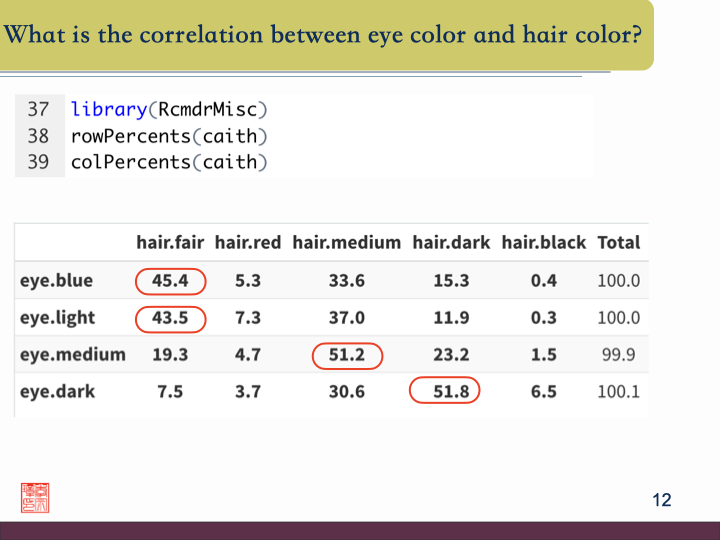 What is the correlation between eye color and hair color?
37 library(RcmdrMisc)
38 rowPercents(caith)
39 colPercents(caith)
hair.fair hair.red hair.medium hair.dark hair.black Total
eye.blue 45.4 5.3 33.6 15.3 0.4 100.0
eye.light 43.5 7.3 37.0 11.9 0.3 100.0
eye.medium 19.3 4.7 51.2 23.2 1.5 99.9
eye.dark 7.5 3.7 30.6 51.8 6.5 100.1
12